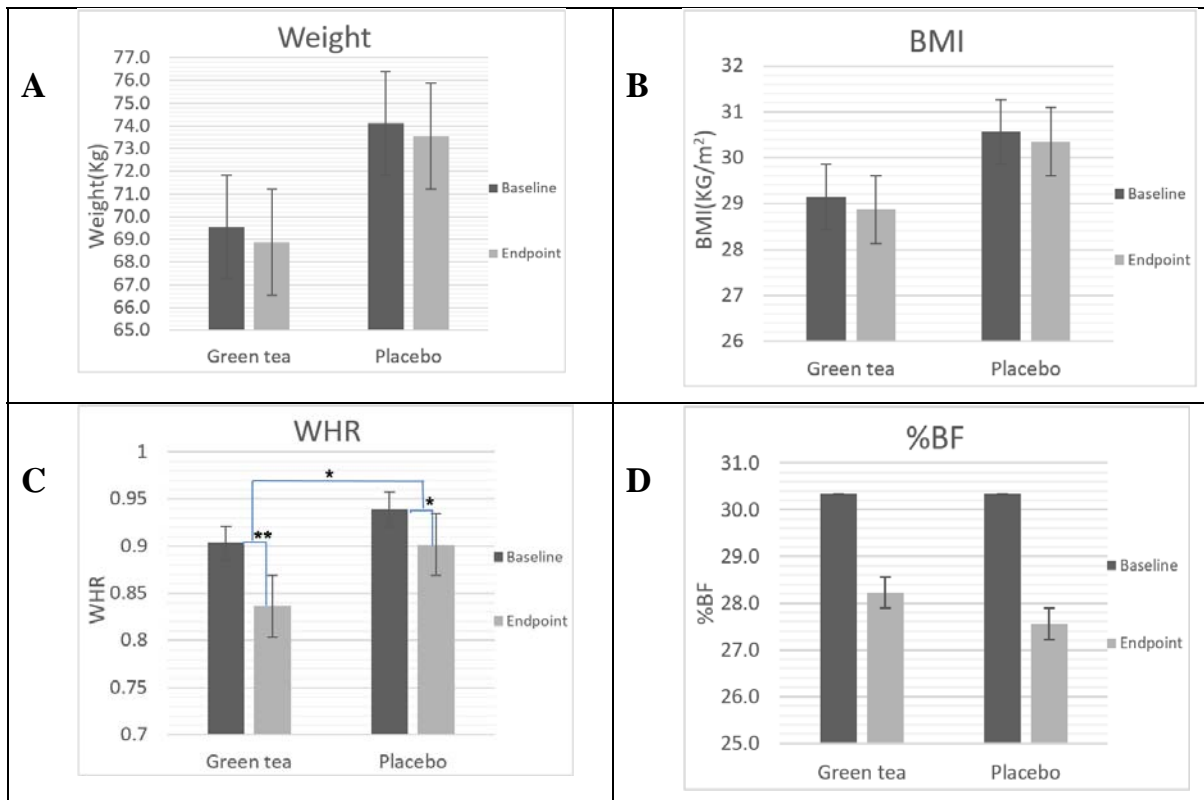 A
Weight
Weight(Kg)
77.0
76.0
75.0
74.0
73.0
72.0
71.0
70.0
69.0
68.0
67.0
66.0
65.0
Green tea
Placebo
Baseline
Endpoint
B
BMI
BMI(KG/m²)
32
31
30
29
28
27
26
Green tea
Placebo
Baseline
Endpoint
C
WHR
WHR
1
0.95
0.9
0.85
0.8
0.75
0.7
*
**
*
Green tea
Placebo
Baseline
Endpoint
D
%BF
%BF
31.0
30.0
29.0
28.0
27.0
26.0
25.0
Green tea
Placebo
Baseline
Endpoint